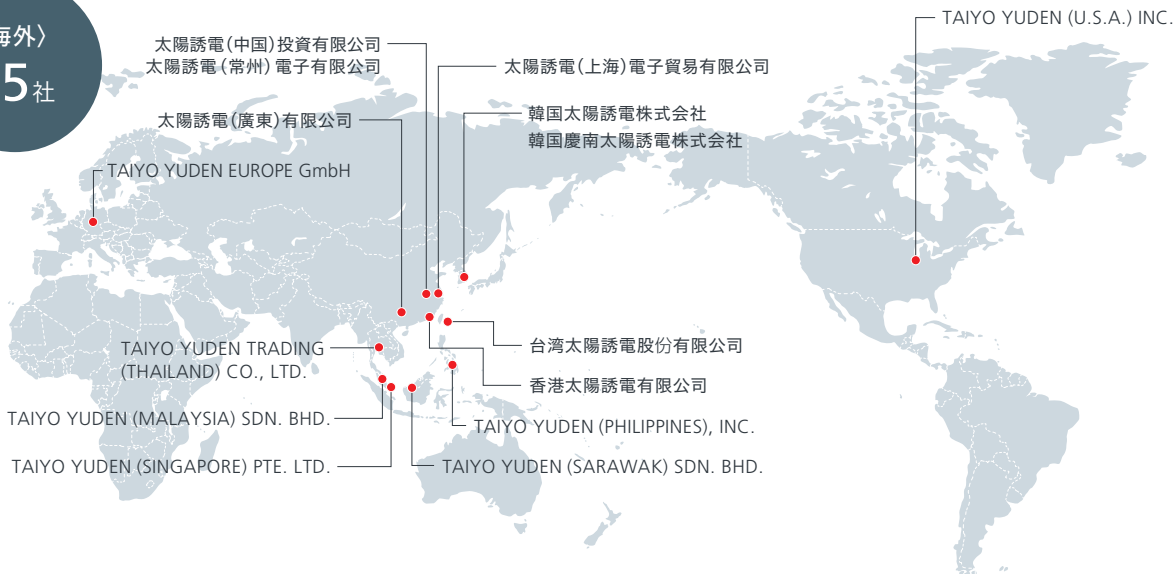 海外〉
5社
TAIYO YUDEN (U.S.A.) INC.
太陽誘電(中国)投資有限公司
太陽誘電(常州)電子有限公司
太陽誘電(上海)電子貿易有限公司
太陽誘電(廣東)有限公司
韓国太陽誘電株式会社
韓国慶南太陽誘電株式会社
TAIYO YUDEN EUROPE GmbH
TAIYO YUDEN TRADING
(THAILAND) CO., LTD.
台湾太陽誘電股份有限公司
香港太陽誘電有限公司
TAIYO YUDEN (MALAYSIA) SDN. BHD.
TAIYO YUDEN (PHILIPPINES), INC.
TAIYO YUDEN (SINGAPORE) PTE. LTD.
TAIYO YUDEN (SARAWAK) SDN. BHD.